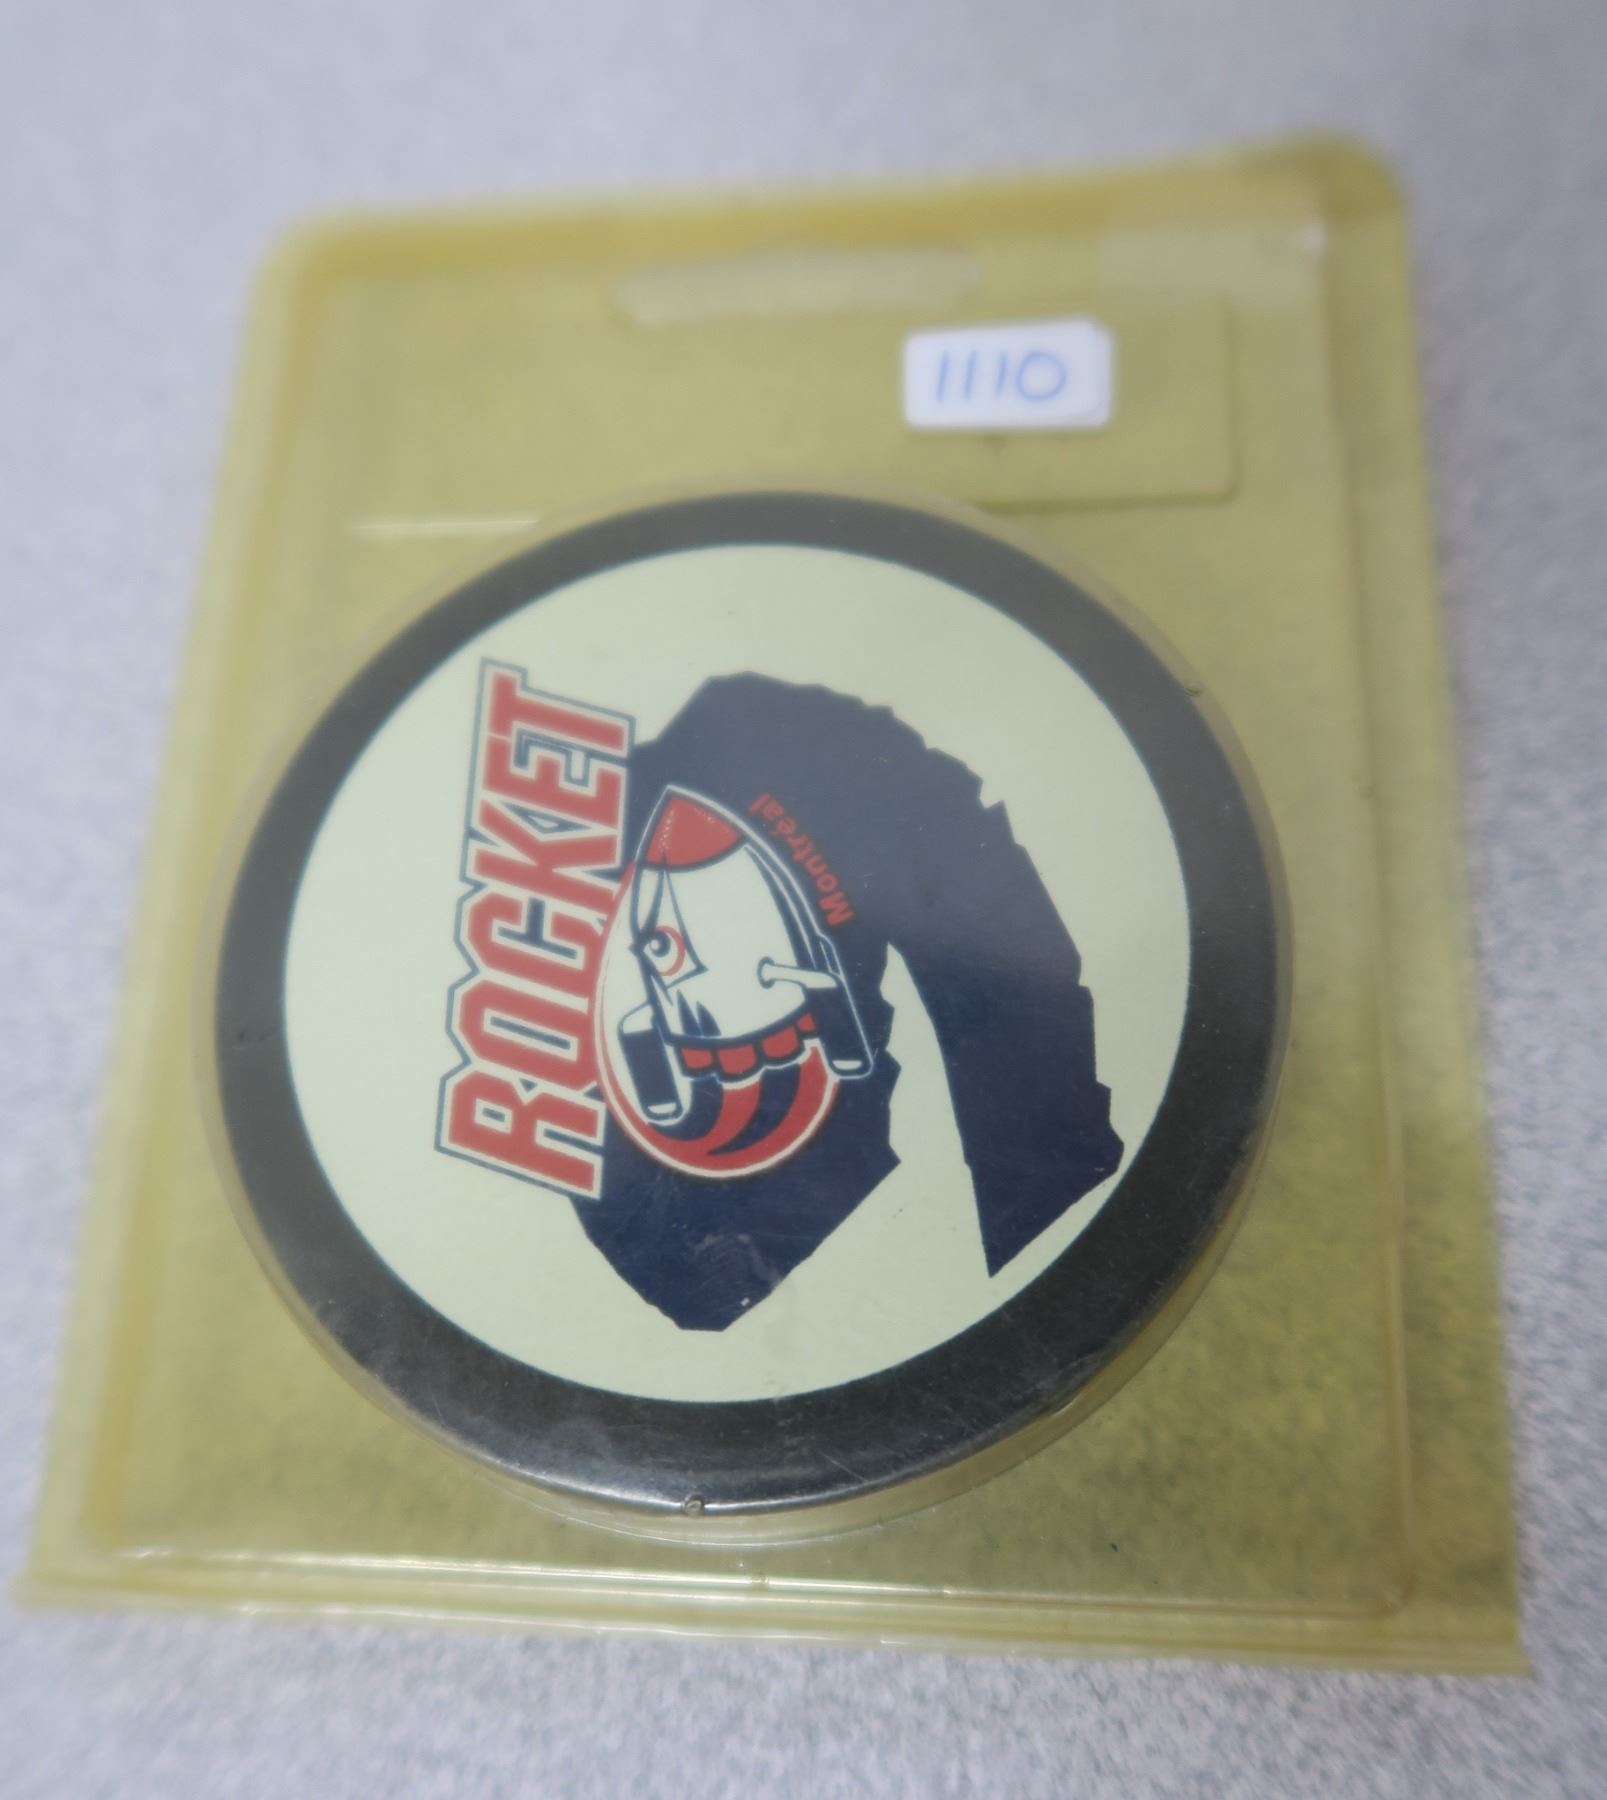 1110
ROCKET
Montréal